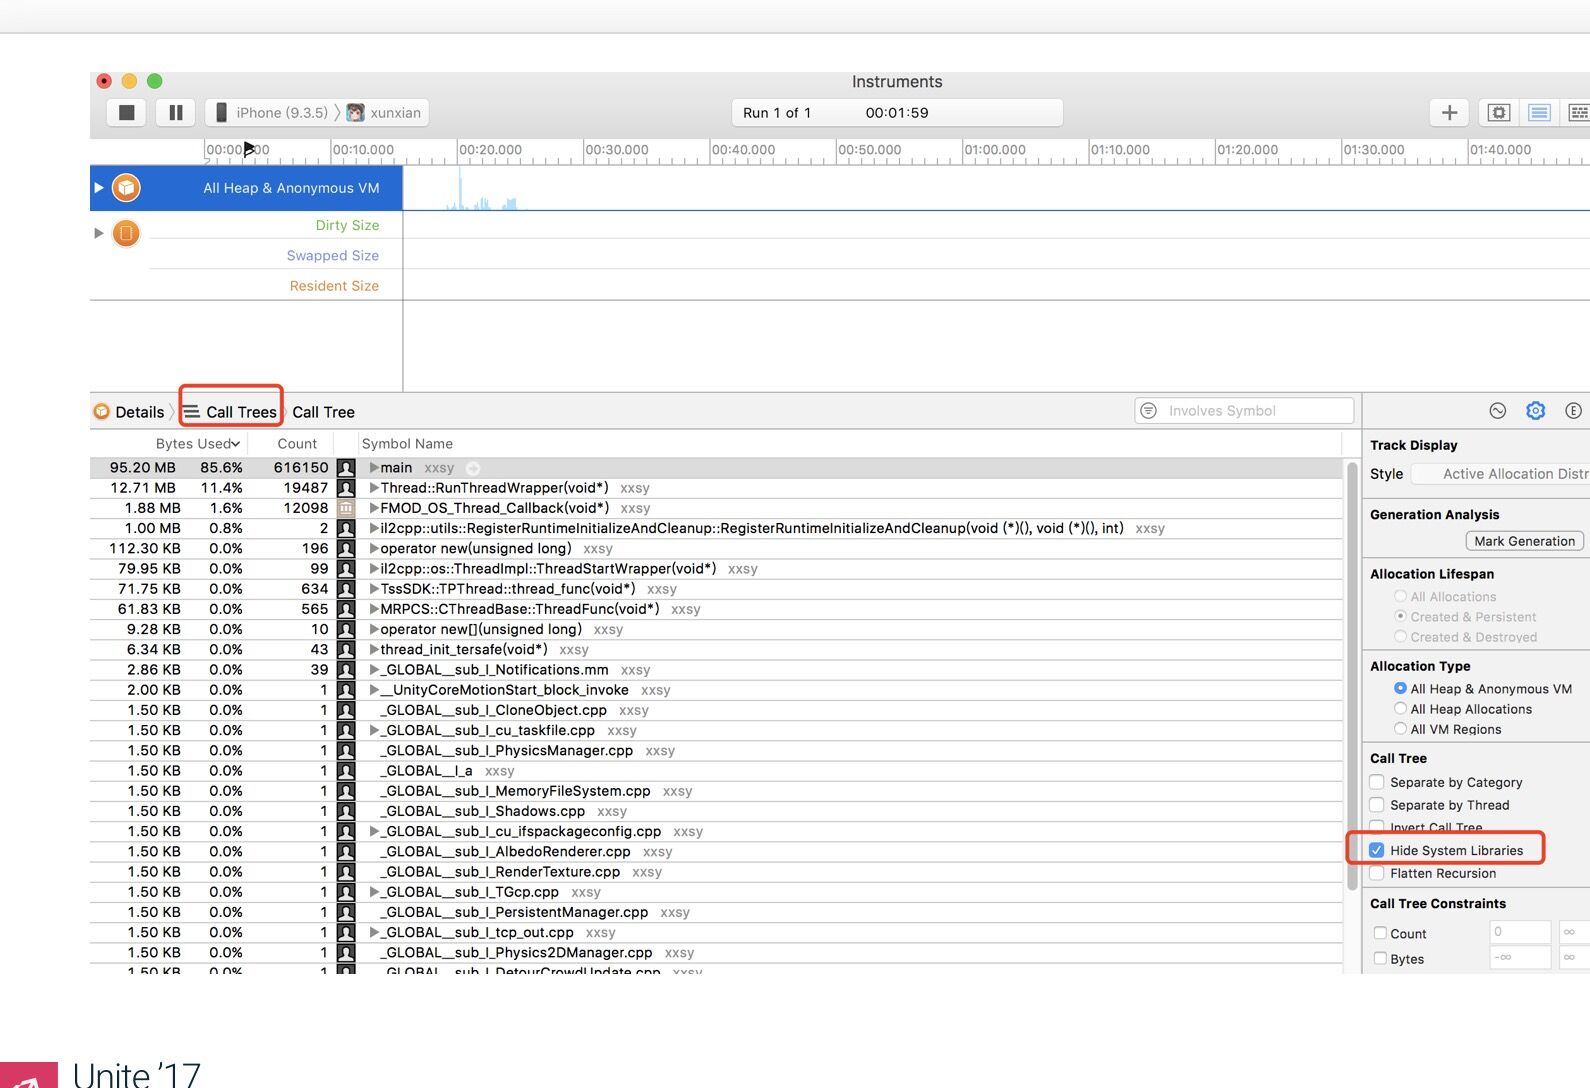 Instruments
iPhone (9.3.5) xunxian Run 1 of 1 00:01:59
00:00.000 00:10.000 00:20.000 00:30.000 00:40.000 00:50.000 01:00.000 01:10.000 01:20.000 01:30.000 01:40.000
All Heap & Anonymous VM
Dirty Size
Swapped Size
Resident Size
Details Call Trees Call Tree Involves Symbol
Bytes Used Count Symbol Name
95.20 MB 85.6% 616150 main xxsy
12.71 MB 11.4% 19487 Thread::RunThreadWrapper(void*) xxsy
1.88 MB 1.6% 12098 FMOD_OS_Thread_Callback(void*) xxsy
1.00 MB 0.8% 2 il2cpp::utils::RegisterRuntimeInitializeAndCleanup::RegisterRuntimeInitializeAndCleanup(void (*)(), void (*)(), int) xxsy
112.30 KB 0.0% 196 operator new(unsigned long) xxsy
79.95 KB 0.0% 99 il2cpp::os::ThreadImpl::ThreadStartWrapper(void*) xxsy
71.75 KB 0.0% 634 TssSDK::TPThread::thread_func(void*) xxsy
61.83 KB 0.0% 565 MRPCS::CThreadBase::ThreadFunc(void*) xxsy
9.28 KB 0.0% 10 operator new[](unsigned long) xxsy
6.34 KB 0.0% 43 thread_init_tersafe(void*) xxsy
2.86 KB 0.0% 39 _GLOBAL__sub_I_Notifications.mm xxsy
2.00 KB 0.0% 1 __UnityCoreMotionStart_block_invoke xxsy
1.50 KB 0.0% 1 _GLOBAL__sub_I_CloneObject.cpp xxsy
1.50 KB 0.0% 1 _GLOBAL__sub_I_cu_taskfile.cpp xxsy
1.50 KB 0.0% 1 _GLOBAL__sub_I_PhysicsManager.cpp xxsy
1.50 KB 0.0% 1 _GLOBAL__I_a xxsy
1.50 KB 0.0% 1 _GLOBAL__sub_I_MemoryFileSystem.cpp xxsy
1.50 KB 0.0% 1 _GLOBAL__sub_I_Shadows.cpp xxsy
1.50 KB 0.0% 1 _GLOBAL__sub_I_cu_ifspackageconfig.cpp xxsy
1.50 KB 0.0% 1 _GLOBAL__sub_I_AlbedoRenderer.cpp xxsy
1.50 KB 0.0% 1 _GLOBAL__sub_I_RenderTexture.cpp xxsy
1.50 KB 0.0% 1 _GLOBAL__sub_I_TGcp.cpp xxsy
1.50 KB 0.0% 1 _GLOBAL__sub_I_PersistentManager.cpp xxsy
1.50 KB 0.0% 1 _GLOBAL__sub_I_tcp_out.cpp xxsy
1.50 KB 0.0% 1 _GLOBAL__sub_I_Physics2DManager.cpp xxsy
1.50 KB 0.0% 1 _GLOBAL__sub_I_DetourCrowdUpdate.cpp xxsy
Track Display
Style Active Allocation Distr
Generation Analysis
Mark Generation
Allocation Lifespan
All Allocations
Created & Persistent
Created & Destroyed
Allocation Type
All Heap & Anonymous VM
All Heap Allocations
All VM Regions
Call Tree
Separate by Category
Separate by Thread
Invert Call Tree
Hide System Libraries
Flatten Recursion
Call Tree Constraints
Count 0 ∞
Bytes -∞ ∞
Unite '17